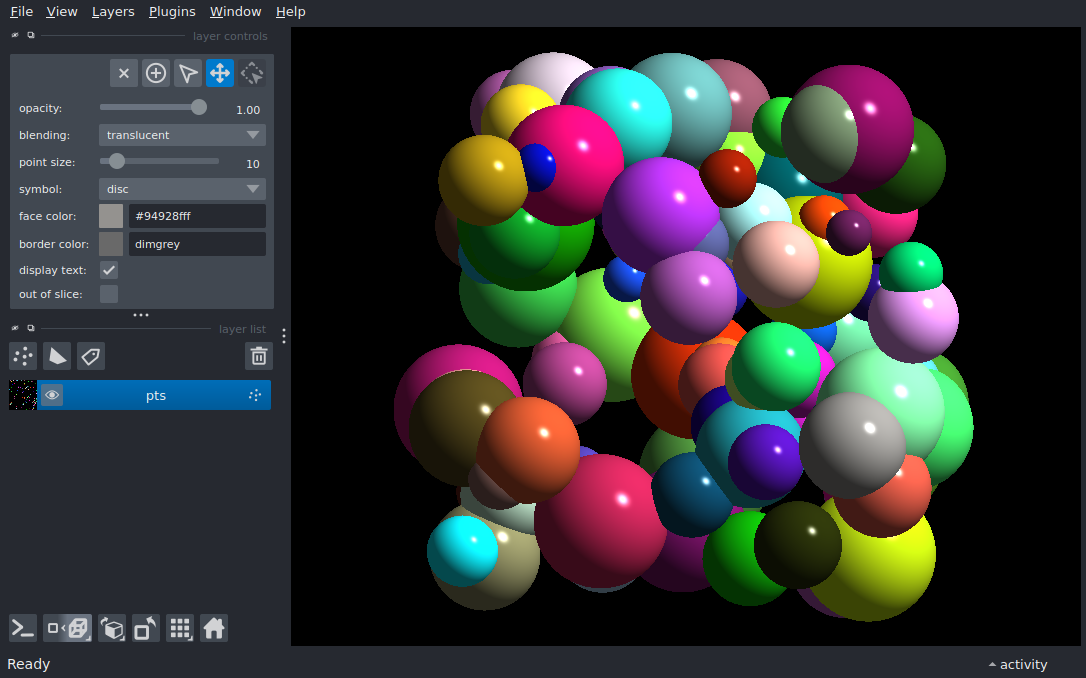 File View Layers Plugins Window Help
layer controls
opacity: 1.00
blending: translucent
point size: 10
symbol: disc
face color: #94928fff
border color: dimgrey
display text:
out of slice:
layer list
pts
Ready
activity